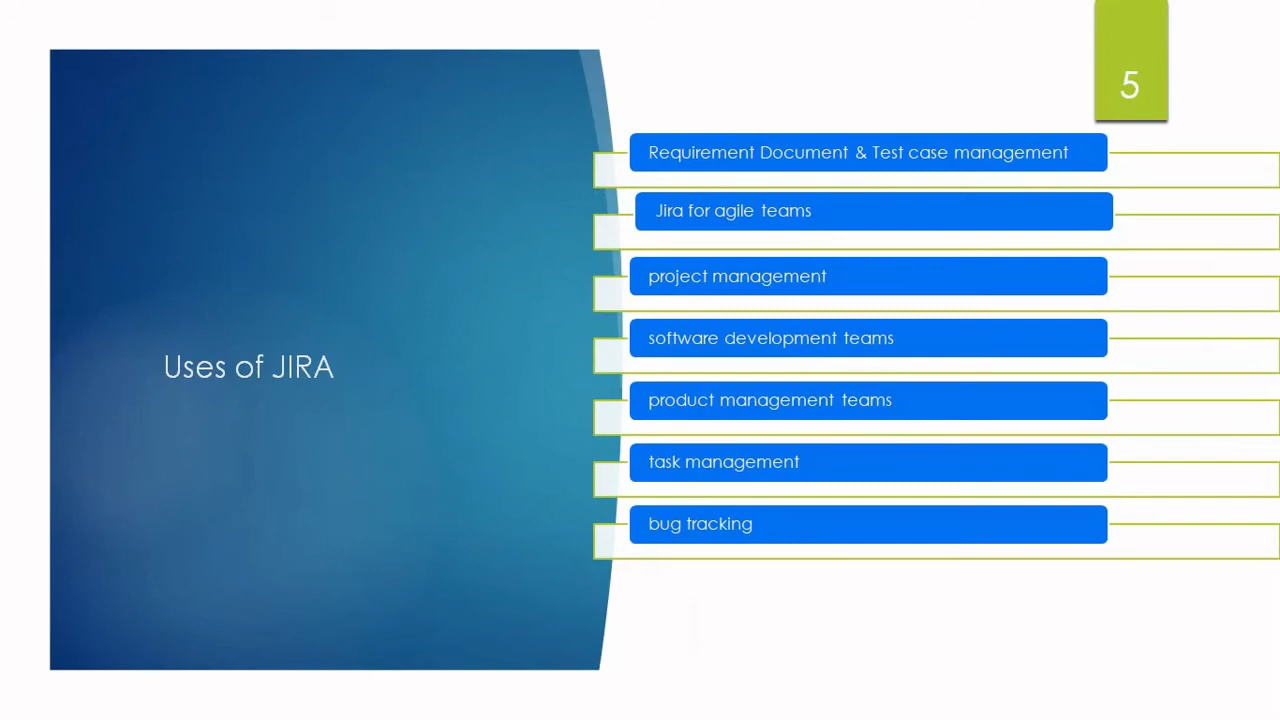 5
Uses of JIRA
Requirement Document & Test case management
Jira for agile teams
project management
software development teams
product management teams
task management
bug tracking